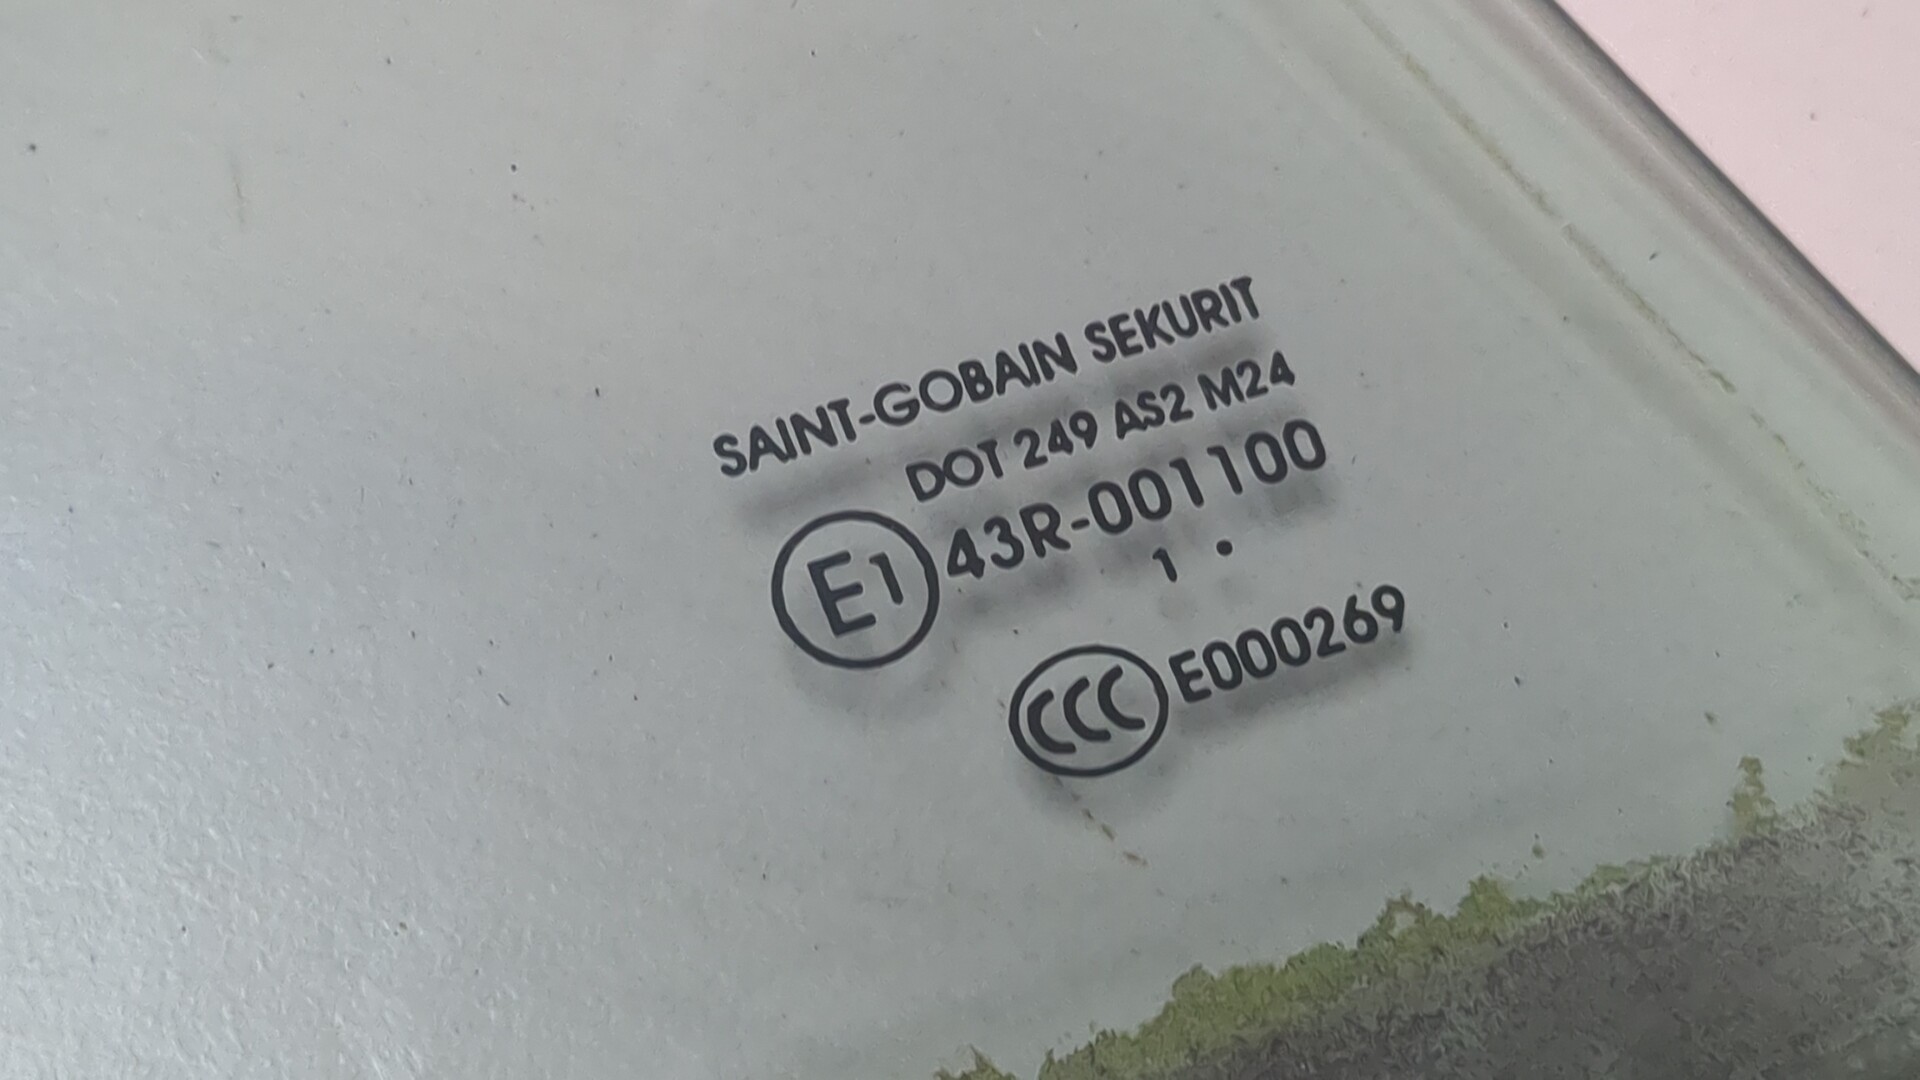 SAINT-GOBAIN SEKURIT
DOT 249 AS2 M24
E1 43R-001100
1 •
CCC E000269